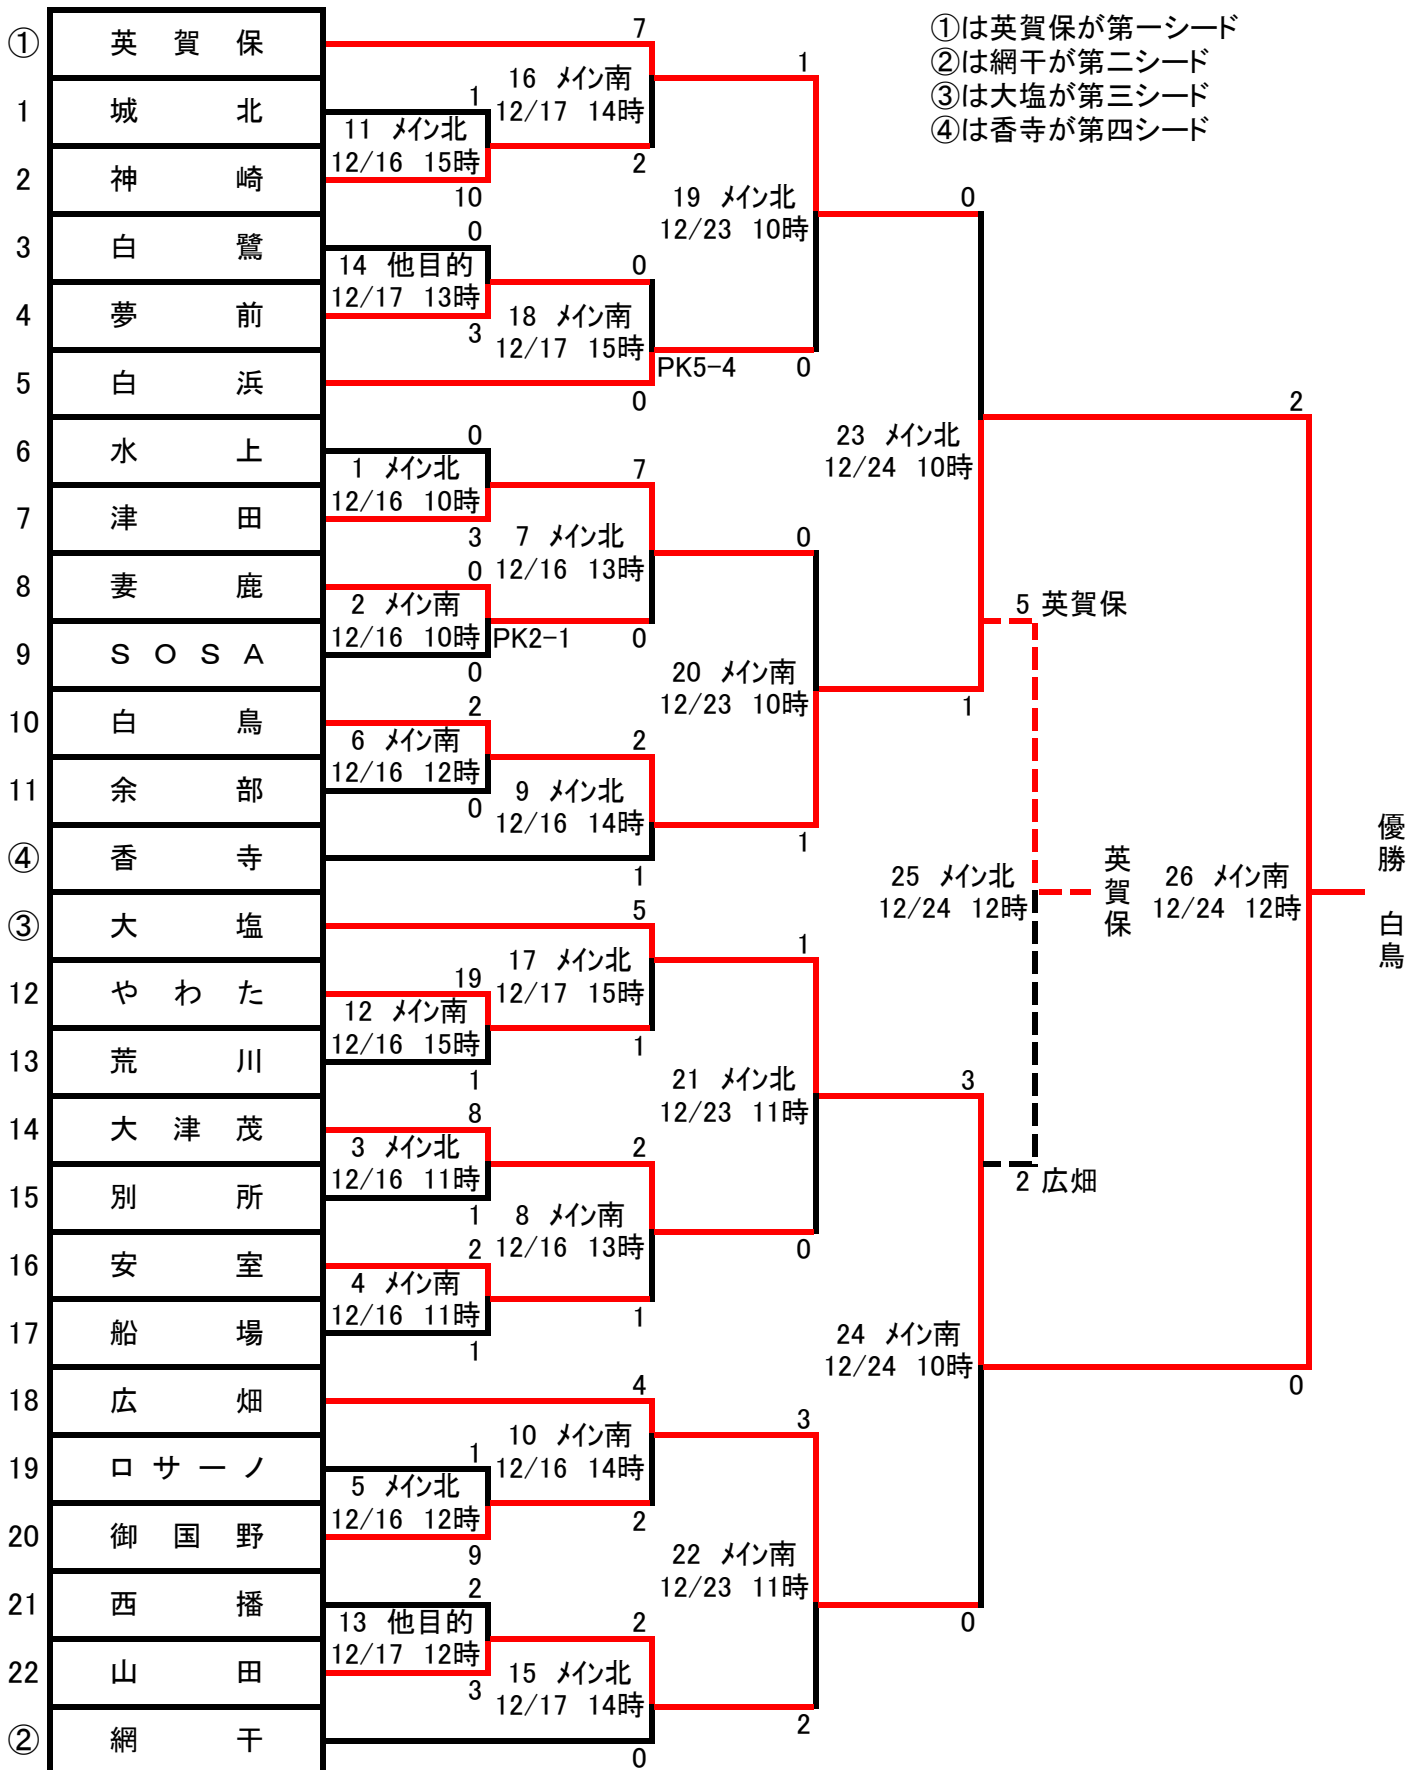 ①は英賀保が第一シード
②は網干が第二シード
③は大塩が第三シード
④は香寺が第四シード
① 英賀保
1 城北
2 神崎
3 白鷺
4 夢前
5 白浜
6 水上
7 津田
8 妻鹿
9 SOSA
10 白鳥
11 余部
④ 香寺
③ 大塩
12 やわた
13 荒川
14 大津茂
15 別所
16 安室
17 船場
18 広畑
19 ロサーノ
20 御国野
21 西播
22 山田
② 網干
1
11 メイン北
12/16 15時
10
0
14 他目的
12/17 13時
3
0
1 メイン北
12/16 10時
3
0
2 メイン南
12/16 10時
PK2-1
0
2
6 メイン南
12/16 12時
0
19
12 メイン南
12/16 15時
1
8
3 メイン北
12/16 11時
1
2
4 メイン南
12/16 11時
1
1
5 メイン北
12/16 12時
9
2
13 他目的
12/17 12時
3
7
16 メイン南
12/17 14時
2
0
18 メイン南
12/17 15時
PK5-4
0
7
7 メイン北
12/16 13時
0
2
9 メイン北
12/16 14時
1
5
17 メイン北
12/17 15時
1
2
8 メイン南
12/16 13時
1
4
10 メイン南
12/16 14時
2
2
15 メイン北
12/17 14時
0
1
19 メイン北
12/23 10時
0
0
20 メイン南
12/23 10時
1
1
21 メイン北
12/23 11時
0
3
22 メイン南
12/23 11時
2
0
23 メイン北
12/24 10時
1
3
24 メイン南
12/24 10時
0
5 英賀保
25 メイン北
12/24 12時
2 広畑
英賀保
2
26 メイン南
12/24 12時
0
優勝 白鳥